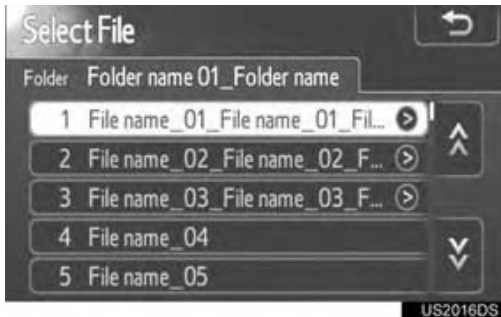 Select File
Folder Folder name 01_Folder name
1 File name_01_File name_01_Fil...
2 File name_02_File name_02_F...
3 File name_03_File name_03_F...
4 File name_04
5 File name_05
US2016DS